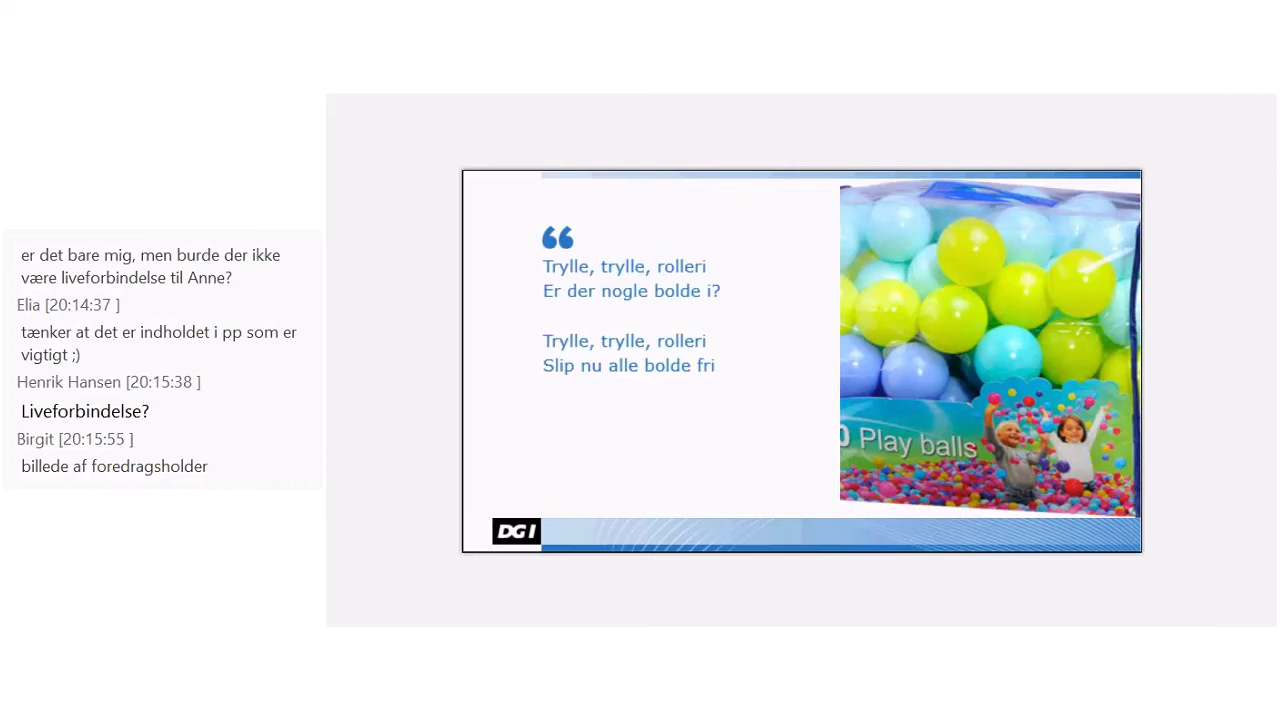 er det bare mig, men burde der ikke
være liveforbindelse til Anne?
Elia [20:14:37 ]
tænker at det er indholdet i pp som er
vigtigt ;)
Henrik Hansen [20:15:38 ]
Liveforbindelse?
Birgit [20:15:55 ]
billede af foredragsholder
Trylle, trylle, rolleri
Er der nogle bolde i?
Trylle, trylle, rolleri
Slip nu alle bolde fri
0 Play balls
DGI